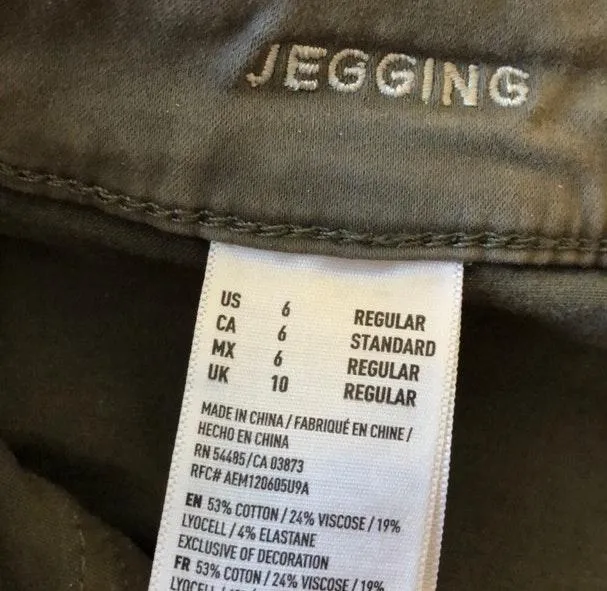 JEGGING
US 6 REGULAR
CA 6 STANDARD
MX 6 REGULAR
UK 10 REGULAR
MADE IN CHINA / FABRIQUÉ EN CHINE /
HECHO EN CHINA
RN 54485/CA 03873
RFC# AEM120605U9A
EN 53% COTTON / 24% VISCOSE / 19%
LYOCELL / 4% ELASTANE
EXCLUSIVE OF DECORATION
FR 53% COTON / 24% VISCOSE / 19%
LYOCELL